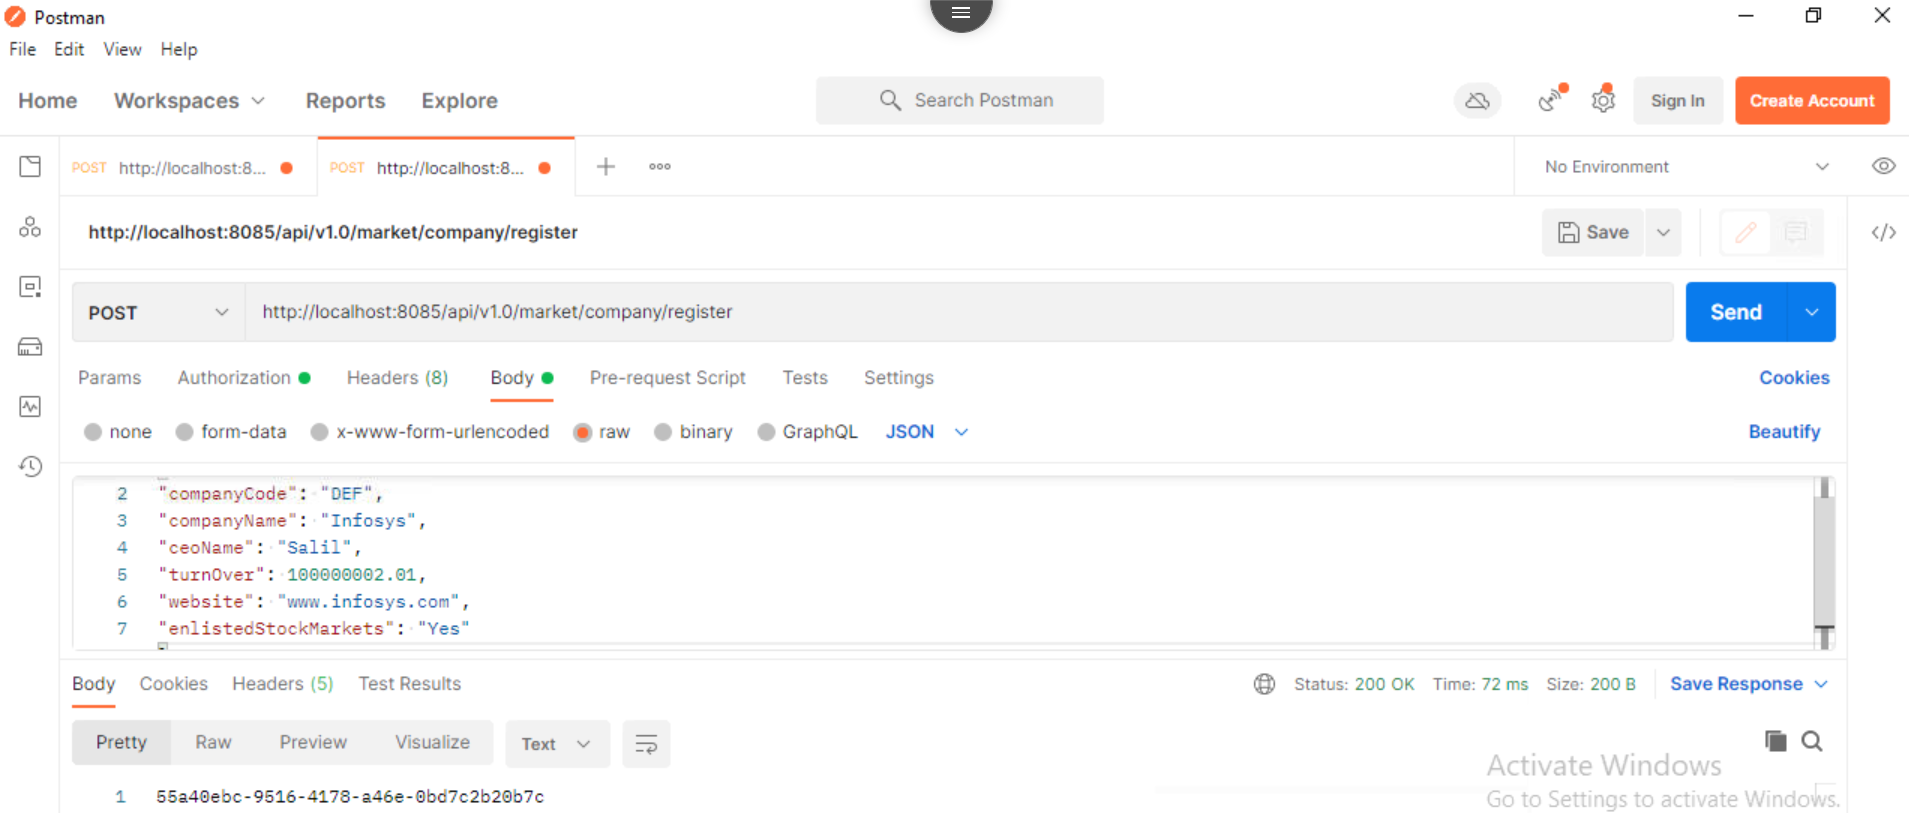 Postman
File Edit View Help
Home Workspaces Reports Explore Search Postman Sign In Create Account
POST http://localhost:8... POST http://localhost:8... No Environment
http://localhost:8085/api/v1.0/market/company/register Save
POST http://localhost:8085/api/v1.0/market/company/register Send
Params Authorization Headers (8) Body Pre-request Script Tests Settings Cookies
none form-data x-www-form-urlencoded raw binary GraphQL JSON Beautify
2 "companyCode": "DEF",
3 "companyName": "Infosys",
4 "ceoName": "Salil",
5 "turnOver": 100000002.01,
6 "website": "www.infosys.com",
7 "enlistedStockMarkets": "Yes"
Body Cookies Headers (5) Test Results Status: 200 OK Time: 72 ms Size: 200 B Save Response
Pretty Raw Preview Visualize Text
1 55a40ebc-9516-4178-a46e-0bd7c2b20b7c
Activate Windows
Go to Settings to activate Windows.